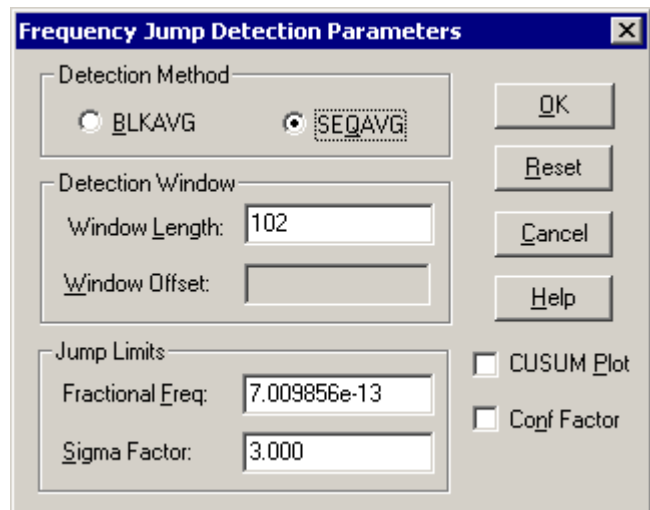 Frequency Jump Detection Parameters
Detection Method
BLKAVG
SEQAVG
OK
Reset
Detection Window
Window Length:
102
Cancel
Window Offset:
Help
Jump Limits
Fractional Freq:
7.009856e-13
CUSUM Plot
Sigma Factor:
3.000
Conf Factor